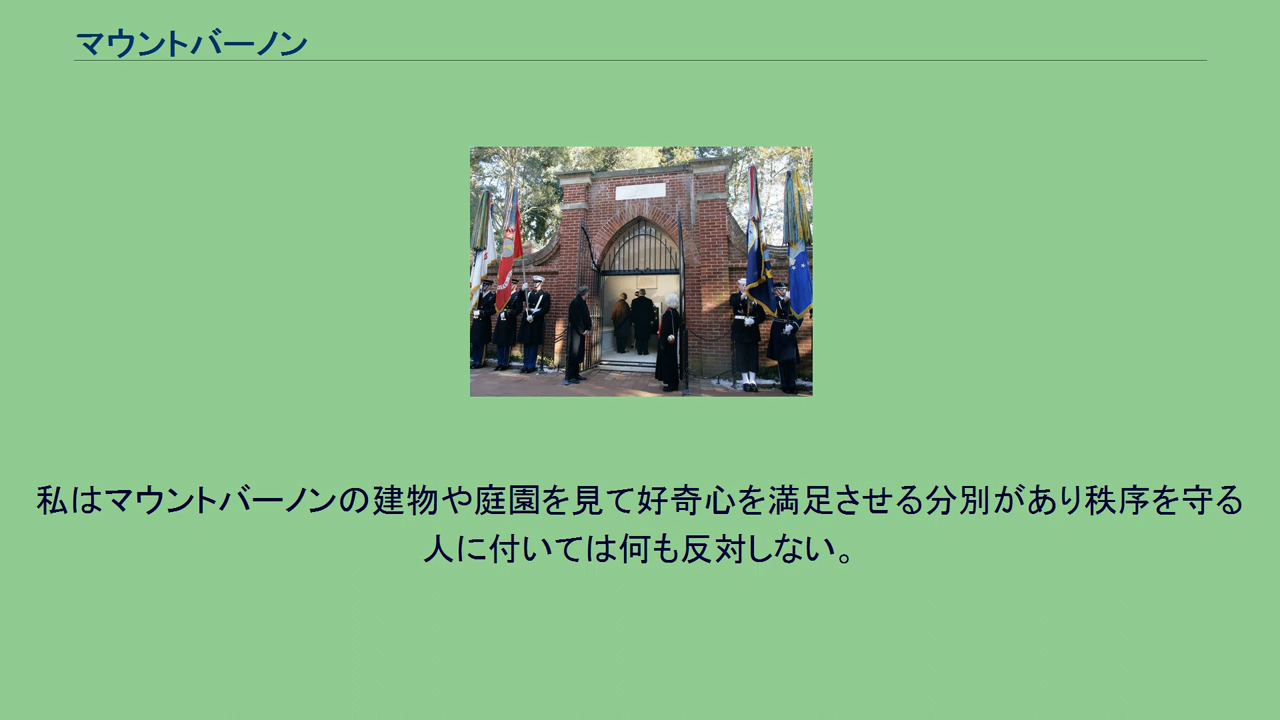 マウントバーノン
私はマウントバーノンの建物や庭園を見て好奇心を満足させる分別があり秩序を守る
人に付いては何も反対しない。